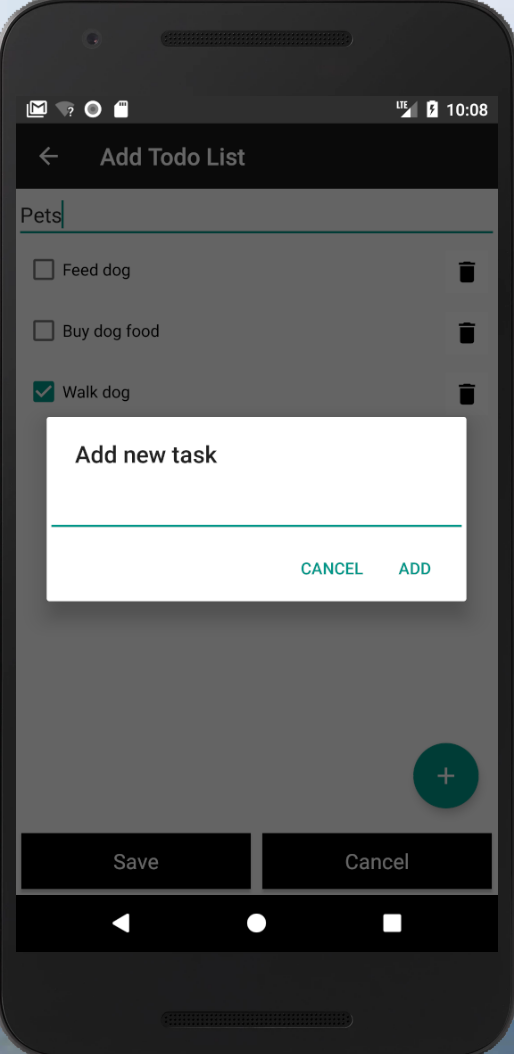 LTE 10:08
Add Todo List
Pets
Feed dog
Buy dog food
Walk dog
Add new task
CANCEL ADD
Save Cancel